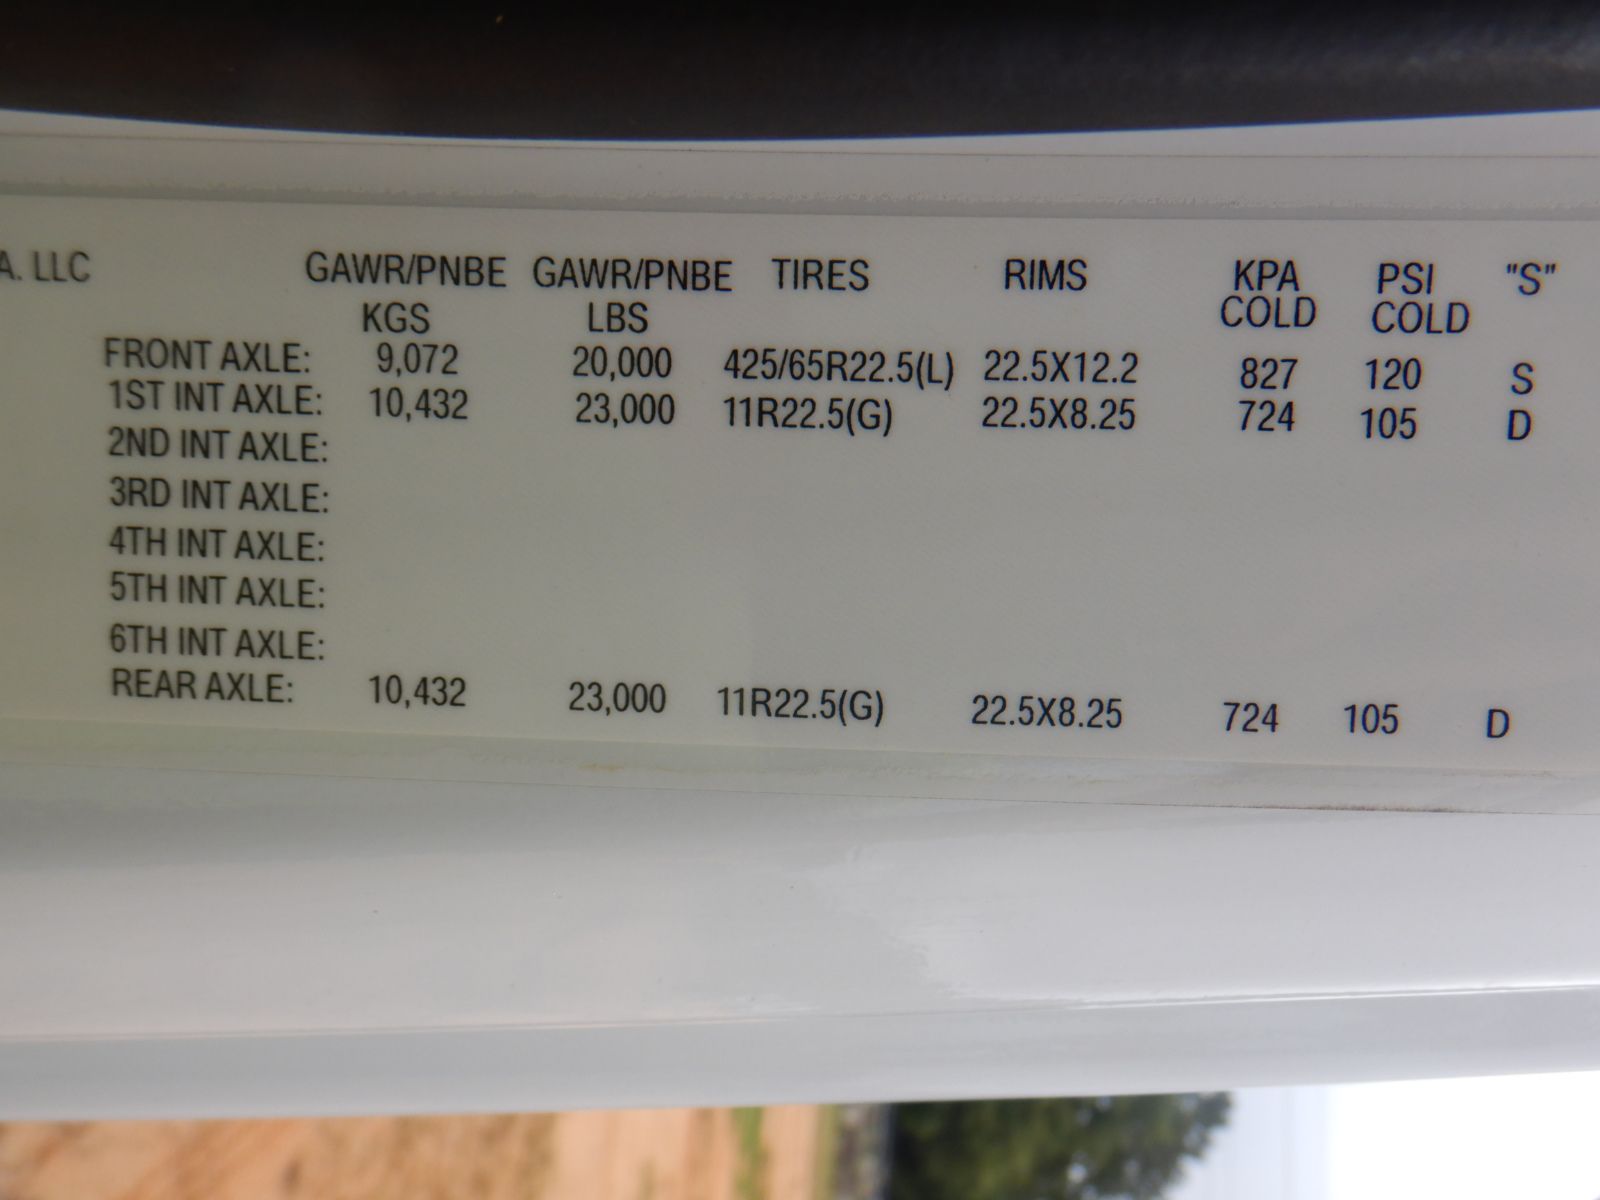 A. LLC GAWR/PNBE GAWR/PNBE TIRES RIMS KPA PSI "S"
KGS LBS COLD COLD
FRONT AXLE: 9,072 20,000 425/65R22.5(L) 22.5X12.2 827 120 S
1ST INT AXLE: 10,432 23,000 11R22.5(G) 22.5X8.25 724 105 D
2ND INT AXLE:
3RD INT AXLE:
4TH INT AXLE:
5TH INT AXLE:
6TH INT AXLE:
REAR AXLE: 10,432 23,000 11R22.5(G) 22.5X8.25 724 105 D